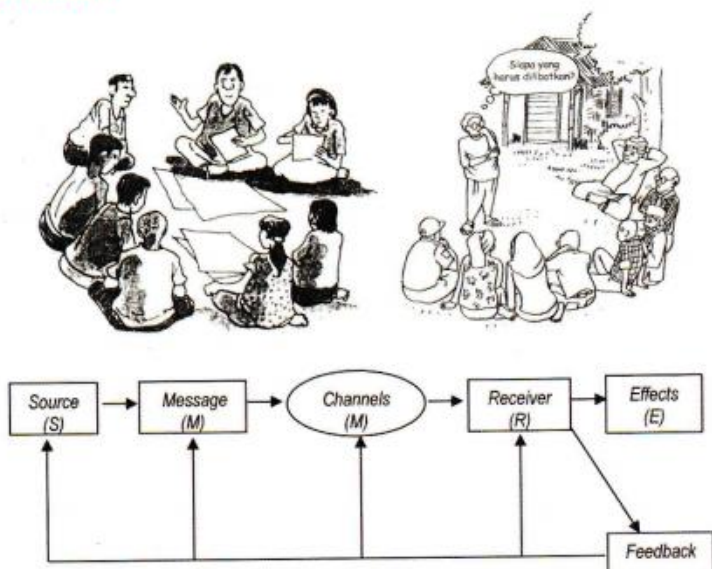 Siapa yang
harus dilibatkan?
Source
(S)
Message
(M)
Channels
(M)
Receiver
(R)
Effects
(E)
Feedback